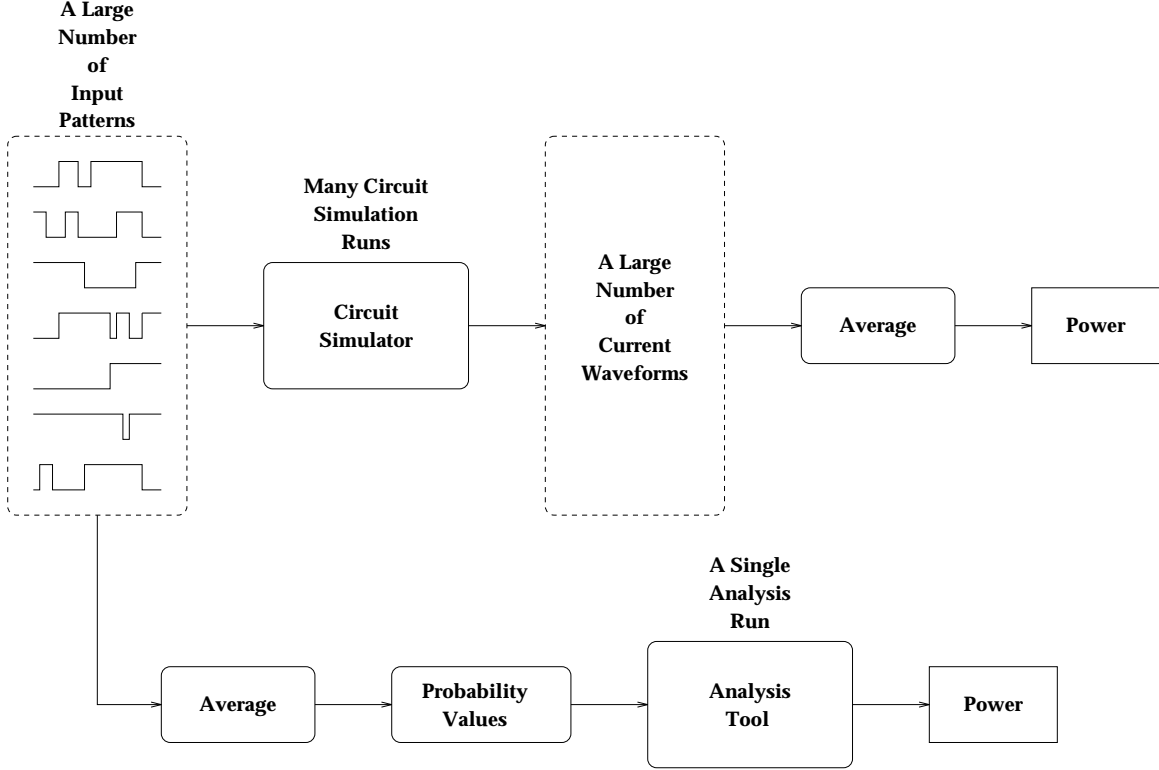 A Large
Number
of
Input
Patterns
Many Circuit
Simulation
Runs
Circuit
Simulator
A Large
Number
of
Current
Waveforms
Average
Power
A Single
Analysis
Run
Average
Probability
Values
Analysis
Tool
Power